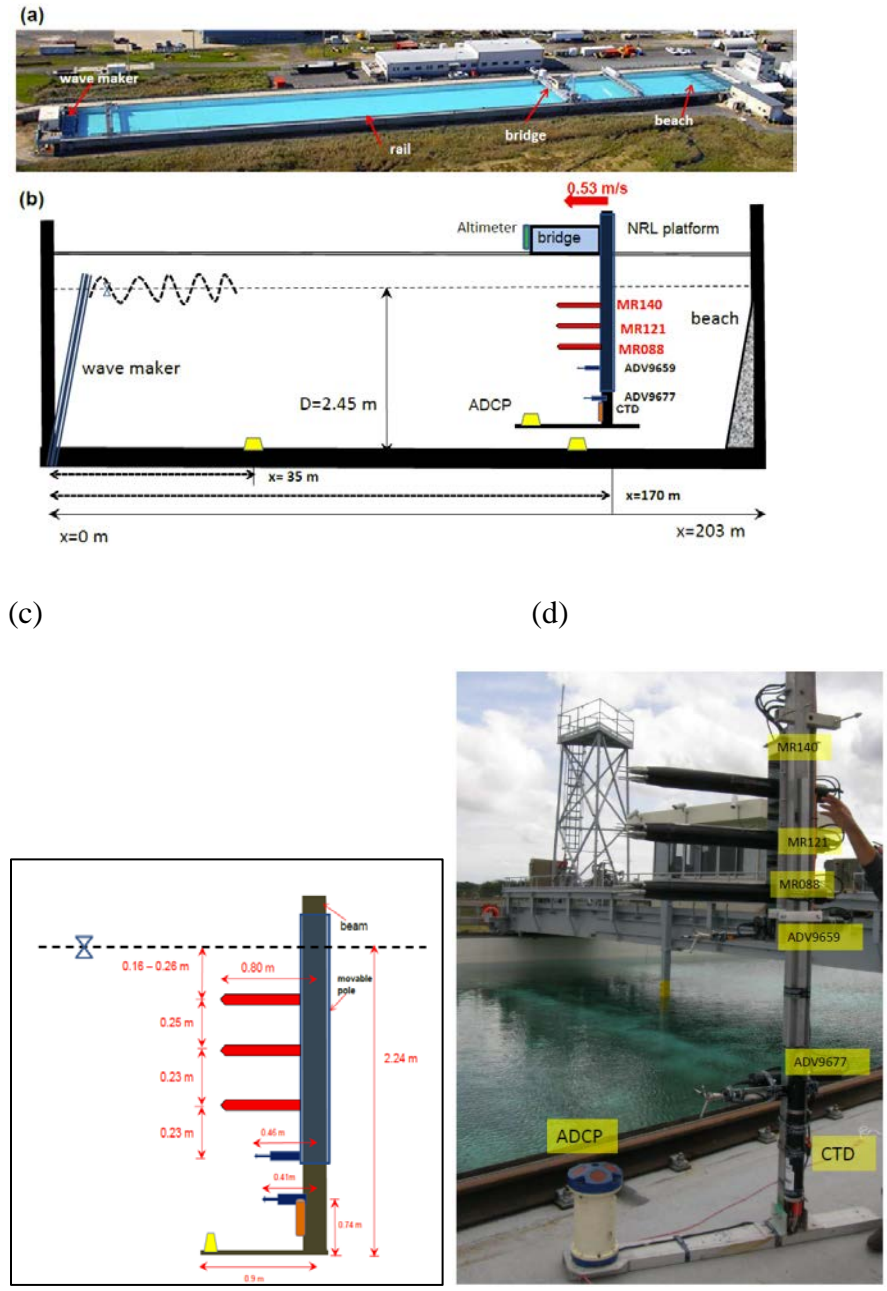 (a)
wave maker
bridge
beach
rail
(b)
0.53 m/s
Altimeter
bridge
NRL platform
MR140
MR121
MR088
beach
wave maker
ADV9659
D=2.45 m
ADCP
ADV9677
CTD
x= 35 m
x=170 m
x=0 m
x=203 m
(c)
(d)
beam
0.16 – 0.26 m
0.80 m
movable
pole
0.25 m
2.24 m
0.23 m
0.23 m
0.46 m
0.41m
0.74 m
0.9 m
MR140
MR121
MR088
ADV9659
ADV9677
ADCP
CTD